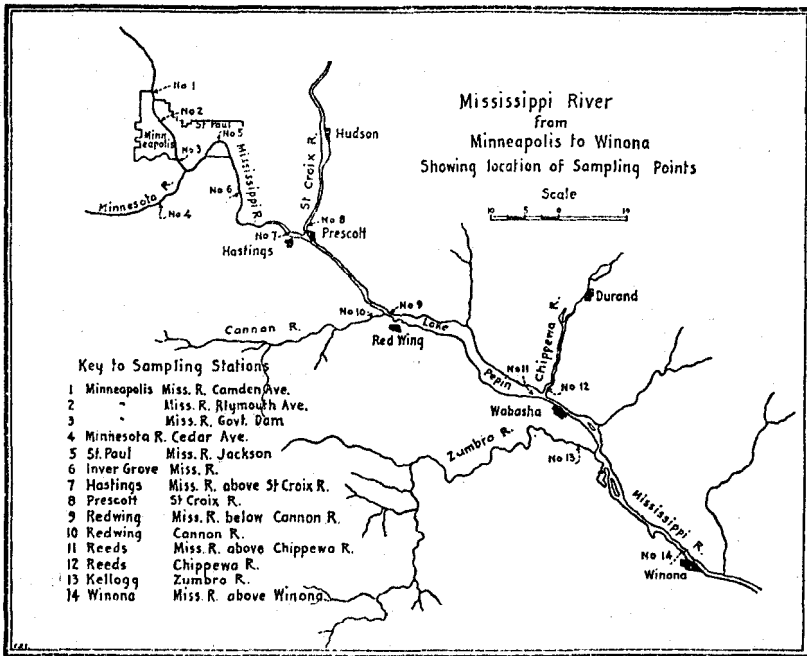 Mississippi River
from
Minneapolis to Winona
Showing location of Sampling Points
Scale
10 5 0 10
No 1
No 2
St Paul
Minn
eapolis
No 5
No 3
Mississippi R.
No 6
Minnesota R.
No 4
St Croix R.
Hudson
No 8
Prescott
No 7
Hastings
No 9
No 10
Cannon R.
Red Wing
Lake
Pepin
Chippewa R.
Durand
No 11
No 12
Wabasha
Zumbro R.
No 13
Mississippi R.
No 14
Winona
Key to Sampling Stations
1 Minneapolis Miss. R. Camden Ave.
2 " Miss. R. Plymouth Ave.
3 " Miss. R. Govt. Dam
4 Minnesota R. Cedar Ave.
5 St. Paul Miss. R. Jackson
6 Inver Grove Miss. R.
7 Hastings Miss. R. above St Croix R.
8 Prescott St Croix R.
9 Redwing Miss. R. below Cannon R.
10 Redwing Cannon R.
11 Reeds Miss. R. above Chippewa R.
12 Reeds Chippewa R.
13 Kellogg Zumbro R.
14 Winona Miss. R. above Winona